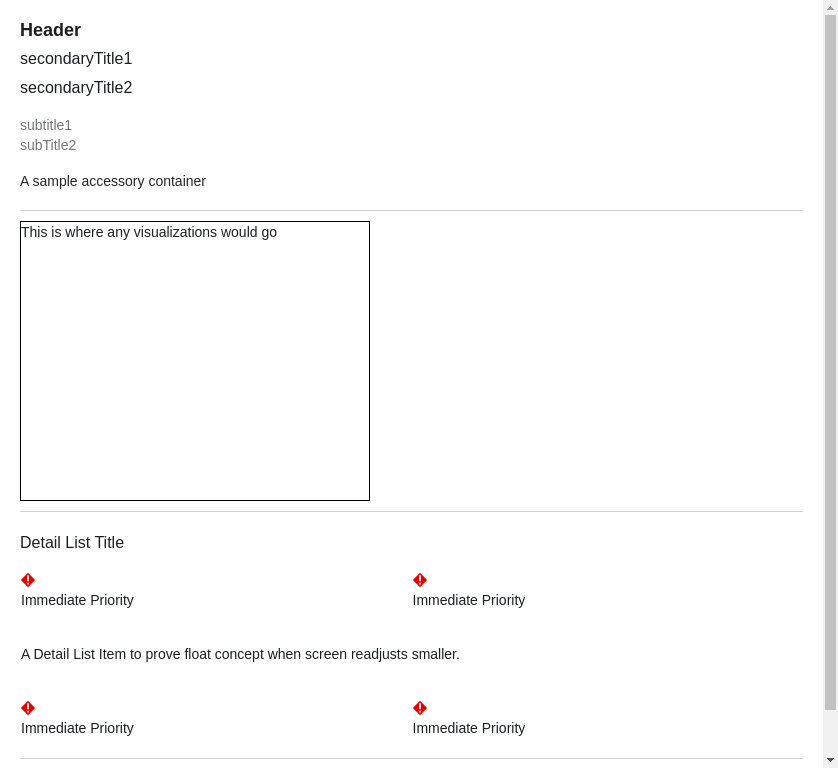 Header
secondaryTitle1
secondaryTitle2
subtitle1
subTitle2
A sample accessory container
This is where any visualizations would go
Detail List Title
Immediate Priority
Immediate Priority
A Detail List Item to prove float concept when screen readjusts smaller.
Immediate Priority
Immediate Priority